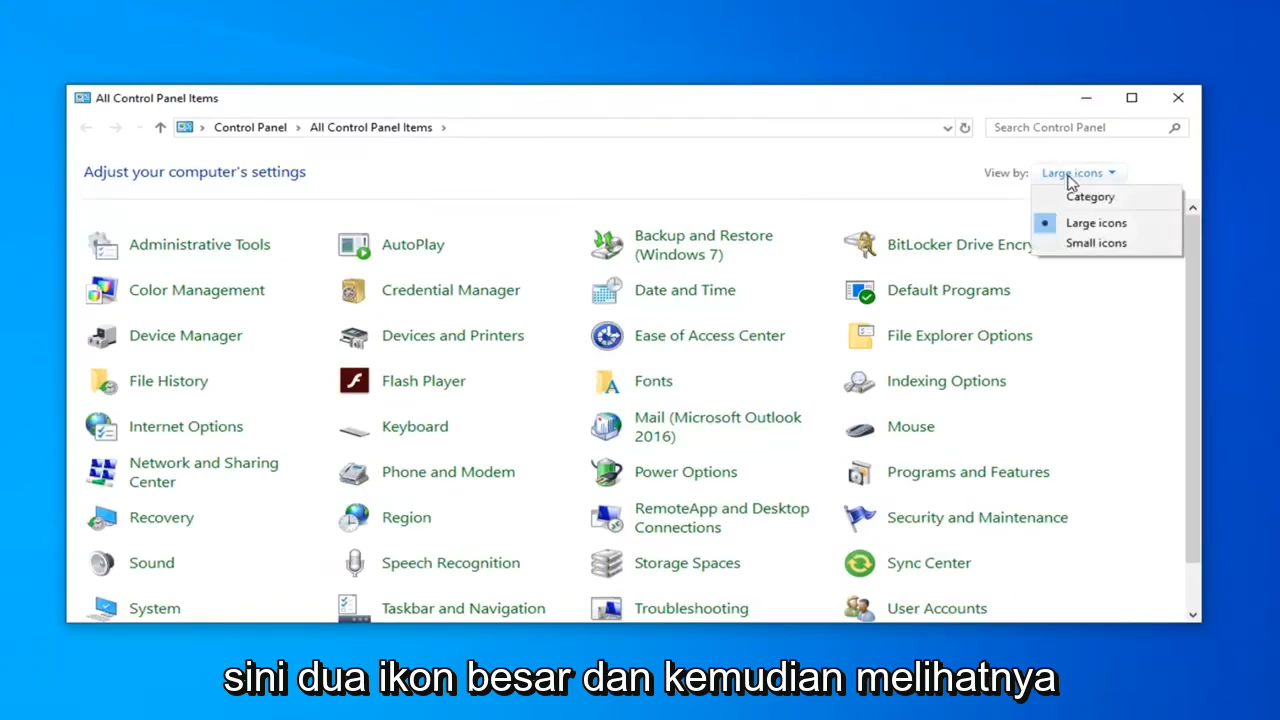 All Control Panel Items
Control Panel > All Control Panel Items >
Search Control Panel
Adjust your computer's settings
View by: Large icons
Category
Large icons
Small icons
Administrative Tools
AutoPlay
Backup and Restore
(Windows 7)
BitLocker Drive Encry
Color Management
Credential Manager
Date and Time
Default Programs
Device Manager
Devices and Printers
Ease of Access Center
File Explorer Options
File History
Flash Player
Fonts
Indexing Options
Internet Options
Keyboard
Mail (Microsoft Outlook
2016)
Mouse
Network and Sharing
Center
Phone and Modem
Power Options
Programs and Features
Recovery
Region
RemoteApp and Desktop
Connections
Security and Maintenance
Sound
Speech Recognition
Storage Spaces
Sync Center
System
Taskbar and Navigation
Troubleshooting
User Accounts
sini dua ikon besar dan kemudian melihatnya